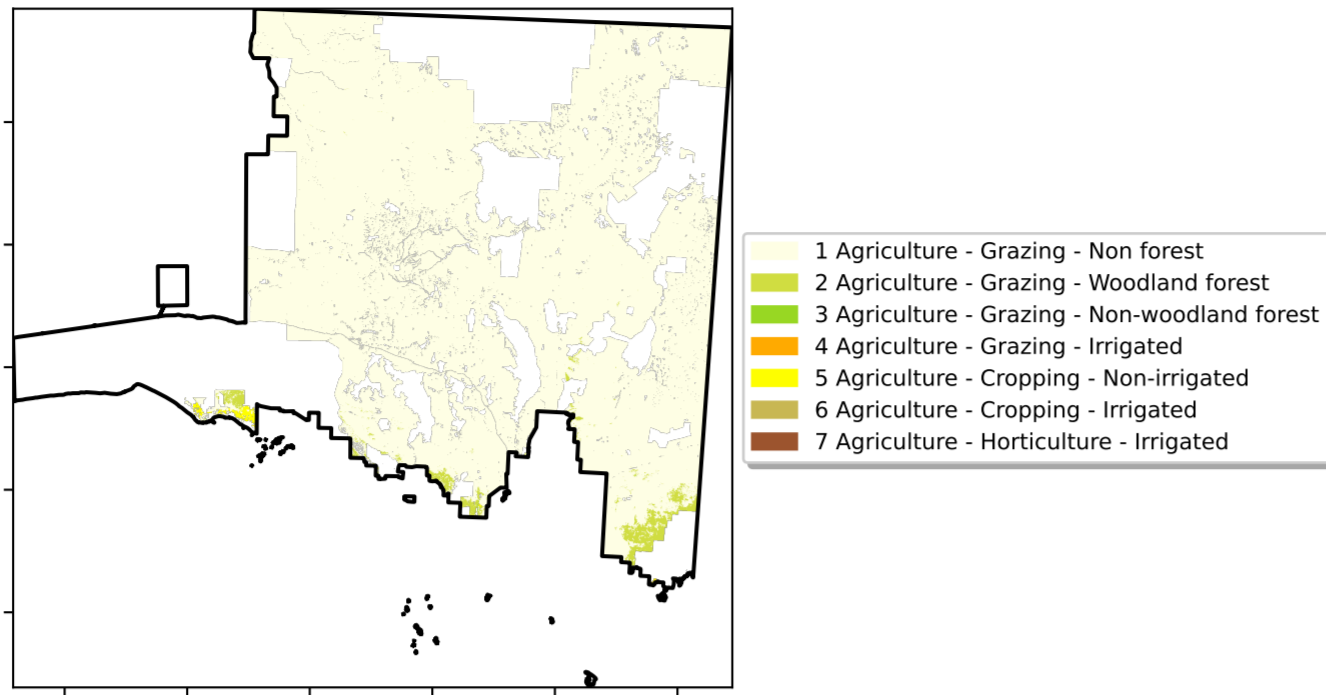 1 Agriculture - Grazing - Non forest
2 Agriculture - Grazing - Woodland forest
3 Agriculture - Grazing - Non-woodland forest
4 Agriculture - Grazing - Irrigated
5 Agriculture - Cropping - Non-irrigated
6 Agriculture - Cropping - Irrigated
7 Agriculture - Horticulture - Irrigated